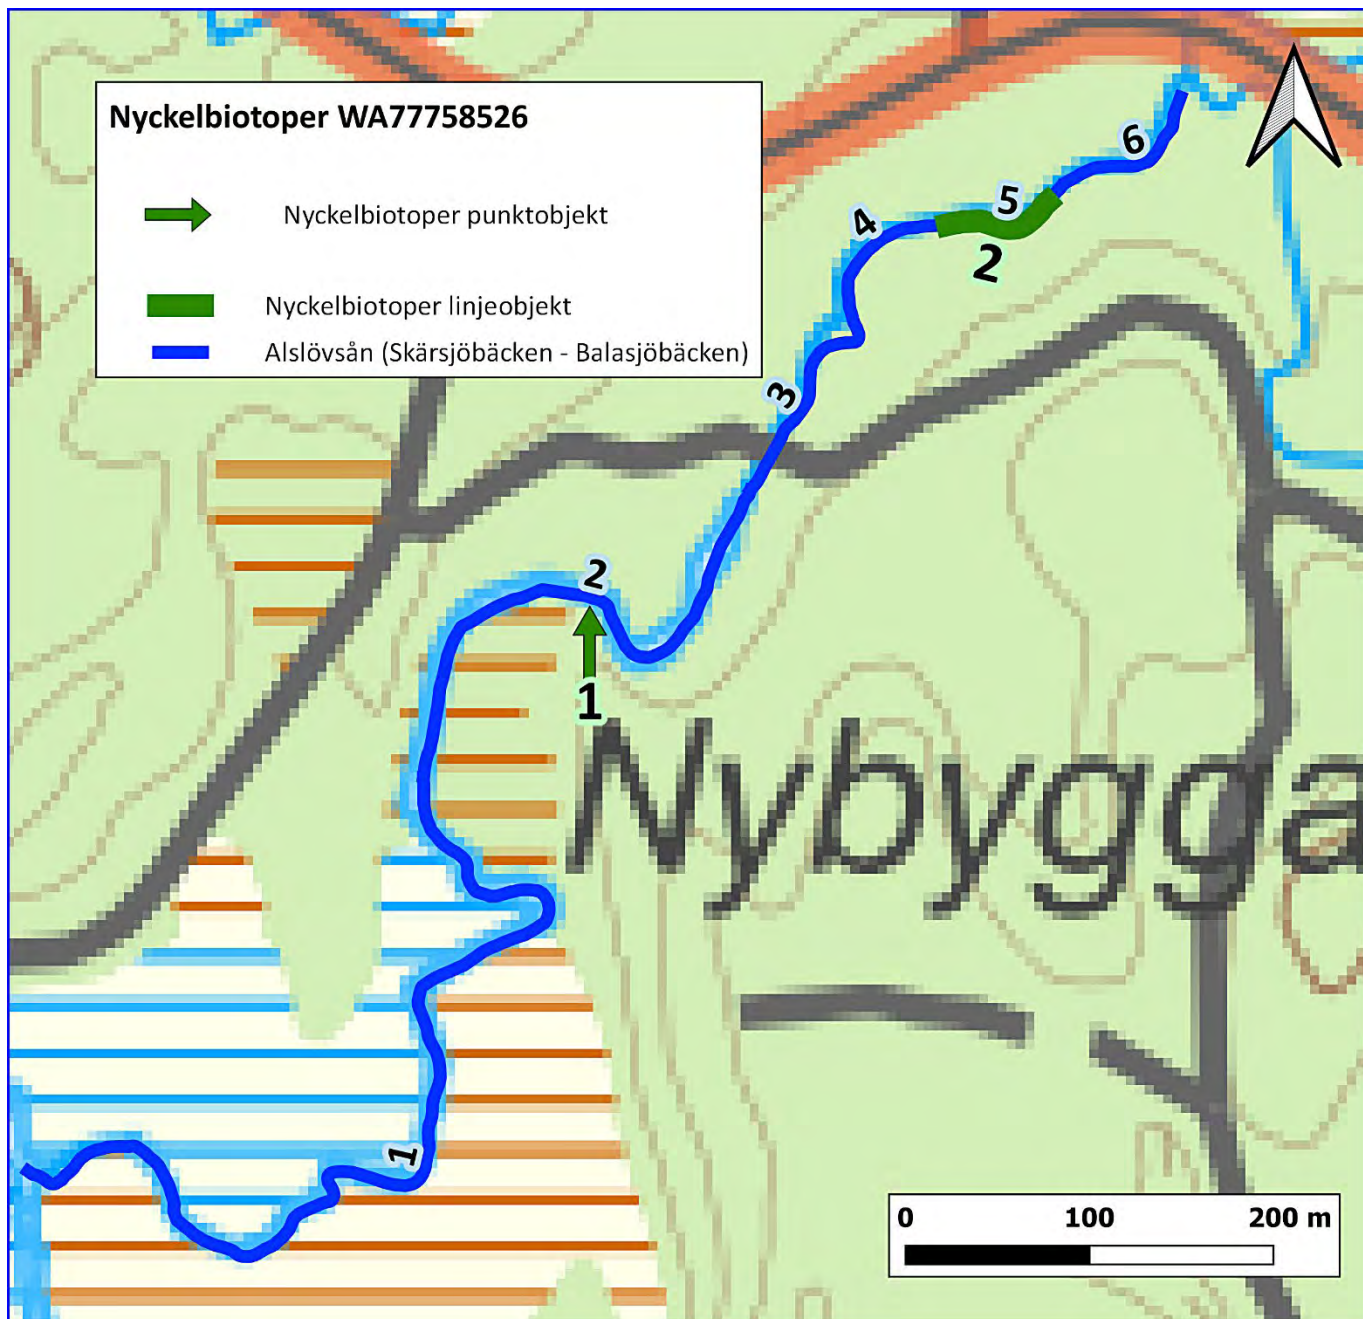 Nyckelbiotoper WA77758526
Nyckelbiotoper punktobjekt
Nyckelbiotoper linjeobjekt
Alslövsån (Skärsjöbäcken - Balasjöbäcken)
6
5
4
2
3
2
1
Nybygga
1
0 100 200 m